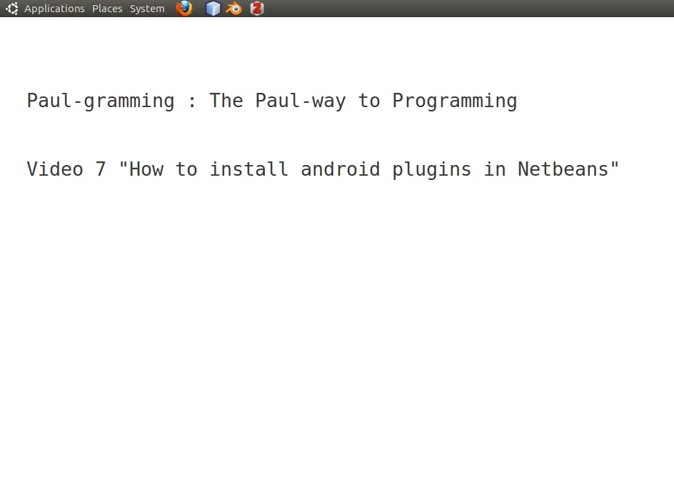 Applications Places System
Paul-gramming : The Paul-way to Programming
Video 7 "How to install android plugins in Netbeans"